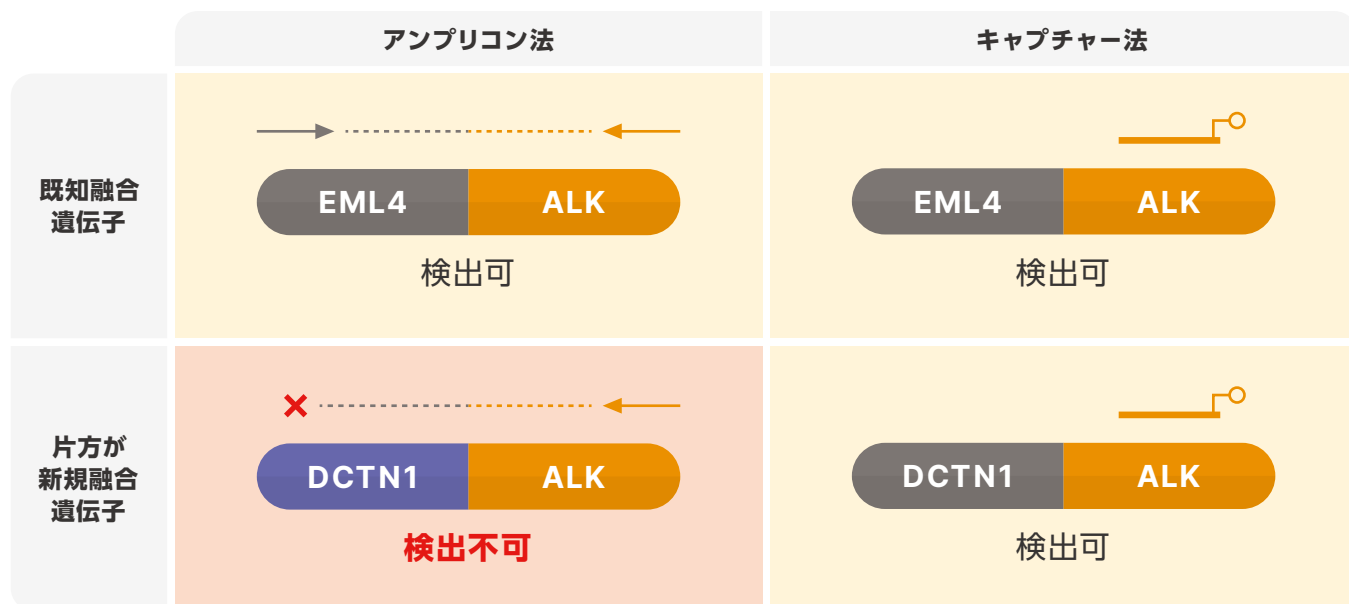 アンプリコン法
キャプチャー法
既知融合
遺伝子
EML4
ALK
検出可
EML4
ALK
検出可
片方が
新規融合
遺伝子
DCTN1
ALK
検出不可
DCTN1
ALK
検出可